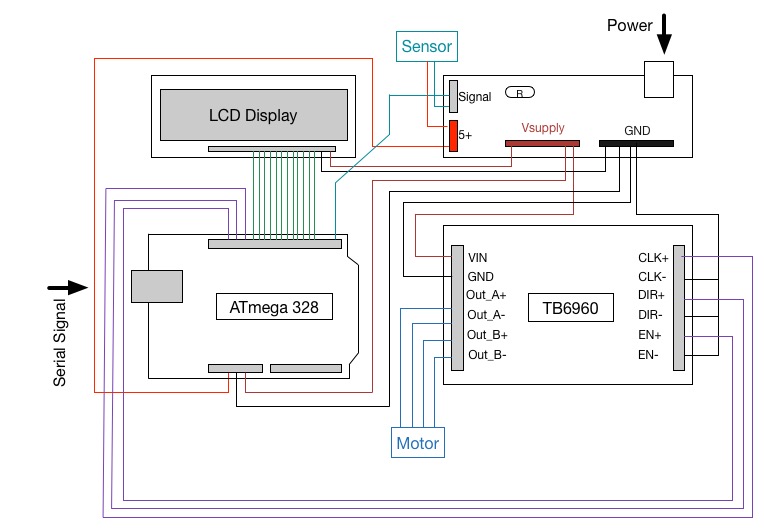 Power
Sensor
LCD Display
Signal
R
5+
Vsupply
GND
Serial Signal
ATmega 328
VIN
GND
Out_A+
Out_A-
Out_B+
Out_B-
TB6960
CLK+
CLK-
DIR+
DIR-
EN+
EN-
Motor